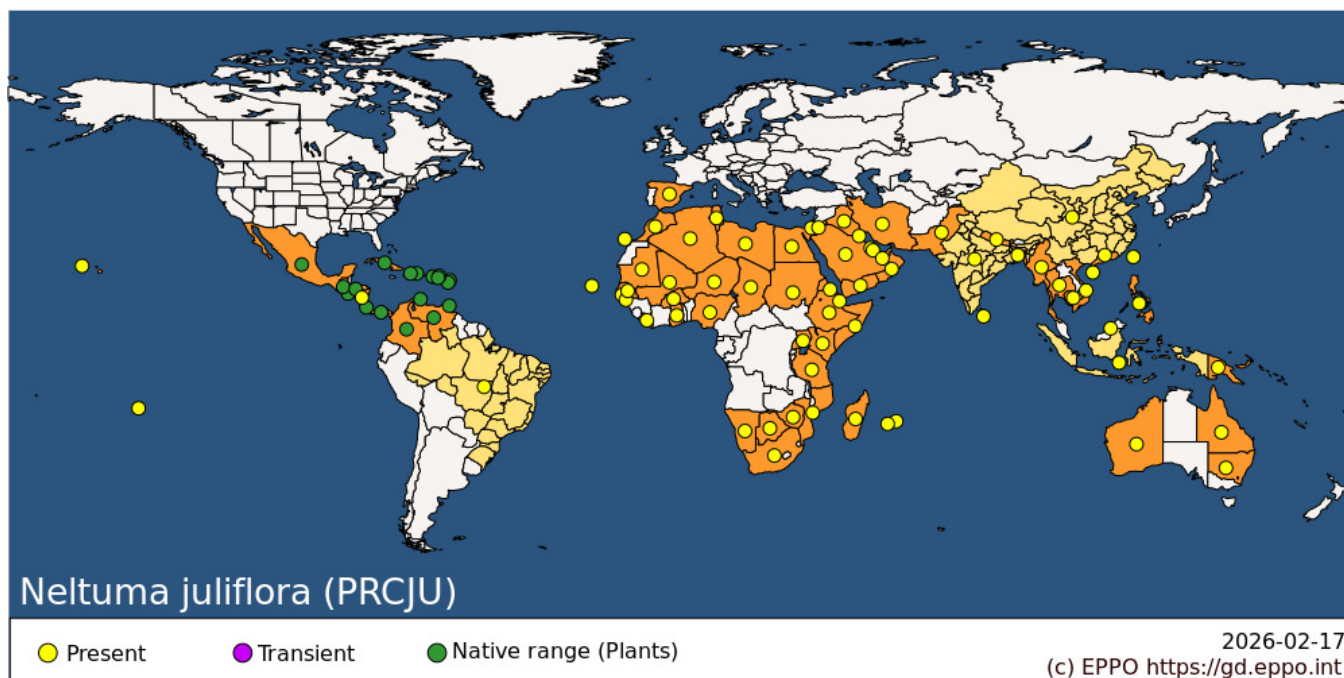 Neltuma juliflora (PRCJU)
Present
Transient
Native range (Plants)
2026-02-17
(c) EPPO https://gd.eppo.int